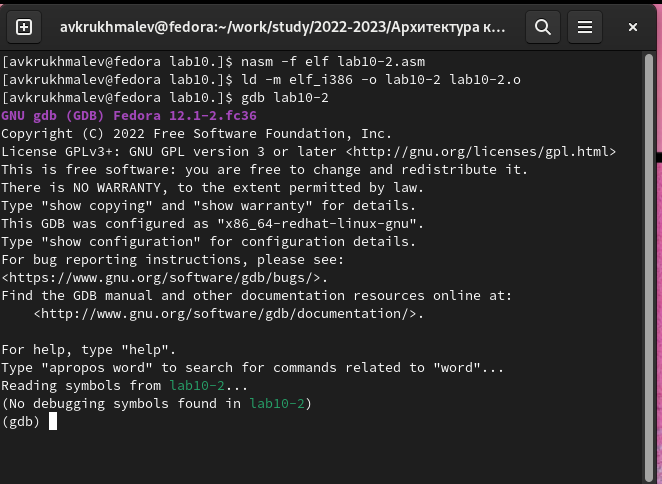 avkrukhmalev@fedora:~/work/study/2022-2023/Архитектура к...
[avkrukhmalev@fedora lab10.]$ nasm -f elf lab10-2.asm
[avkrukhmalev@fedora lab10.]$ ld -m elf_i386 -o lab10-2 lab10-2.o
[avkrukhmalev@fedora lab10.]$ gdb lab10-2
GNU gdb (GDB) Fedora 12.1-2.fc36
Copyright (C) 2022 Free Software Foundation, Inc.
License GPLv3+: GNU GPL version 3 or later <http://gnu.org/licenses/gpl.html>
This is free software: you are free to change and redistribute it.
There is NO WARRANTY, to the extent permitted by law.
Type "show copying" and "show warranty" for details.
This GDB was configured as "x86_64-redhat-linux-gnu".
Type "show configuration" for configuration details.
For bug reporting instructions, please see:
<https://www.gnu.org/software/gdb/bugs/>.
Find the GDB manual and other documentation resources online at:
    <http://www.gnu.org/software/gdb/documentation/>.
For help, type "help".
Type "apropos word" to search for commands related to "word"...
Reading symbols from lab10-2...
(No debugging symbols found in lab10-2)
(gdb)